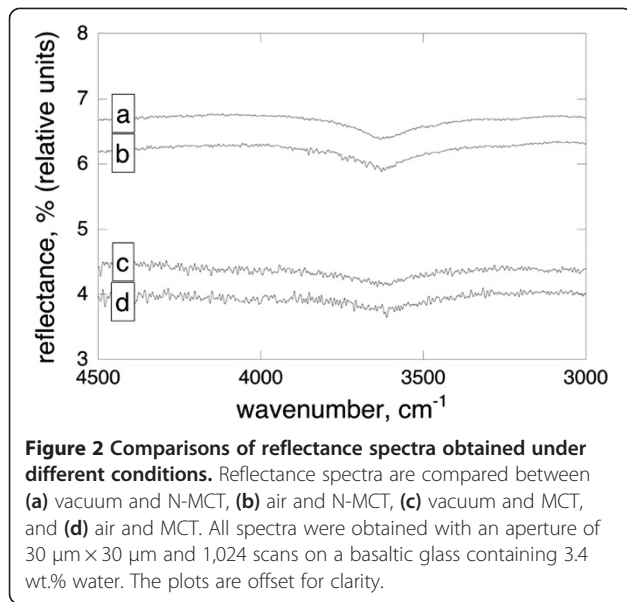 8
7
6
5
4
3
a
b
c
d
reflectance, % (relative units)
4500 4000 3500 3000
wavenumber, cm-1
Figure 2 Comparisons of reflectance spectra obtained under
different conditions. Reflectance spectra are compared between
(a) vacuum and N-MCT, (b) air and N-MCT, (c) vacuum and MCT,
and (d) air and MCT. All spectra were obtained with an aperture of
30 μm × 30 μm and 1,024 scans on a basaltic glass containing 3.4
wt.% water. The plots are offset for clarity.